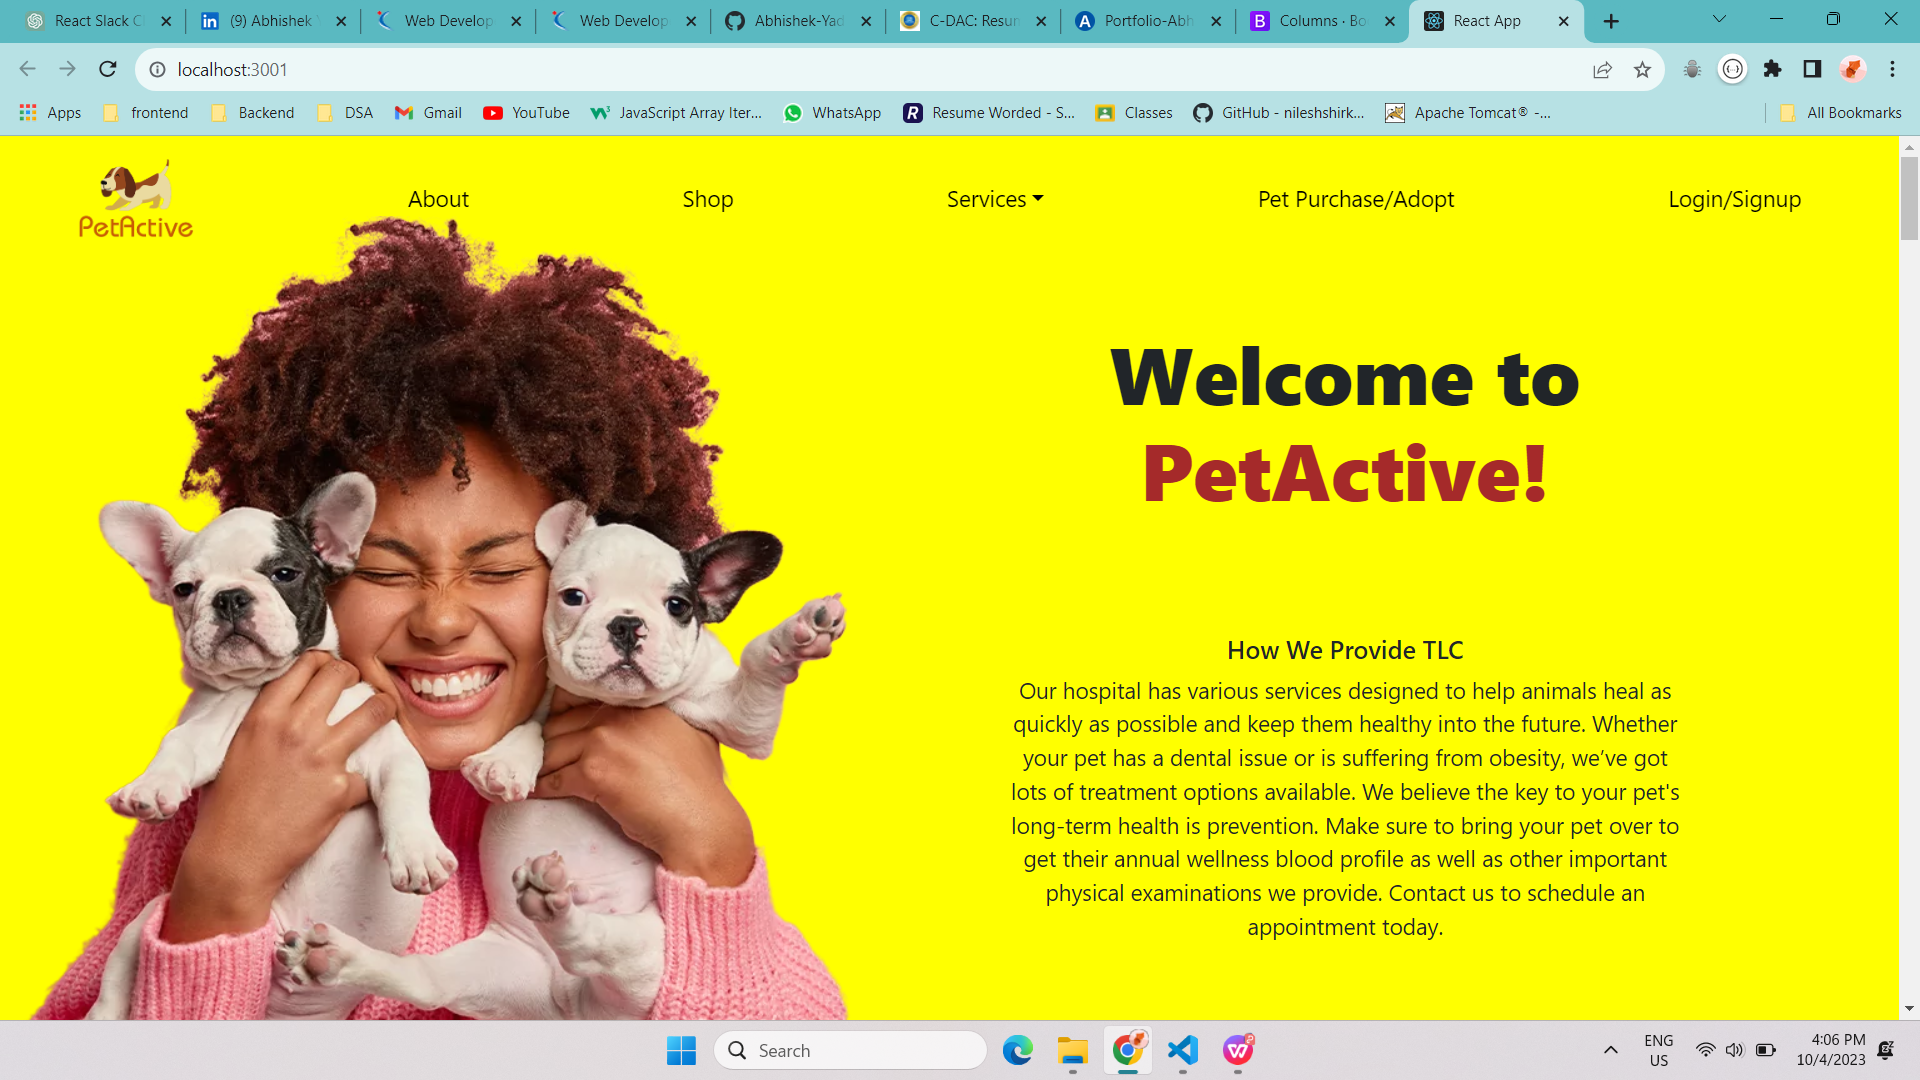 React Slack C
(9) Abhishek Y
Web Develop
Web Develop
Abhishek-Yad
C-DAC: Resu
Portfolio-Abh
Columns · Bo
React App
localhost:3001
Apps
frontend
Backend
DSA
Gmail
YouTube
JavaScript Array Iter...
WhatsApp
Resume Worded - S...
Classes
GitHub - nileshshirk...
Apache Tomcat® -...
All Bookmarks
PetActive
About
Shop
Services
Pet Purchase/Adopt
Login/Signup
Welcome to
PetActive!
How We Provide TLC
Our hospital has various services designed to help animals heal as
quickly as possible and keep them healthy into the future. Whether
your pet has a dental issue or is suffering from obesity, we’ve got
lots of treatment options available. We believe the key to your pet's
long-term health is prevention. Make sure to bring your pet over to
get their annual wellness blood profile as well as other important
physical examinations we provide. Contact us to schedule an
appointment today.
Search
ENG
US
4:06 PM
10/4/2023